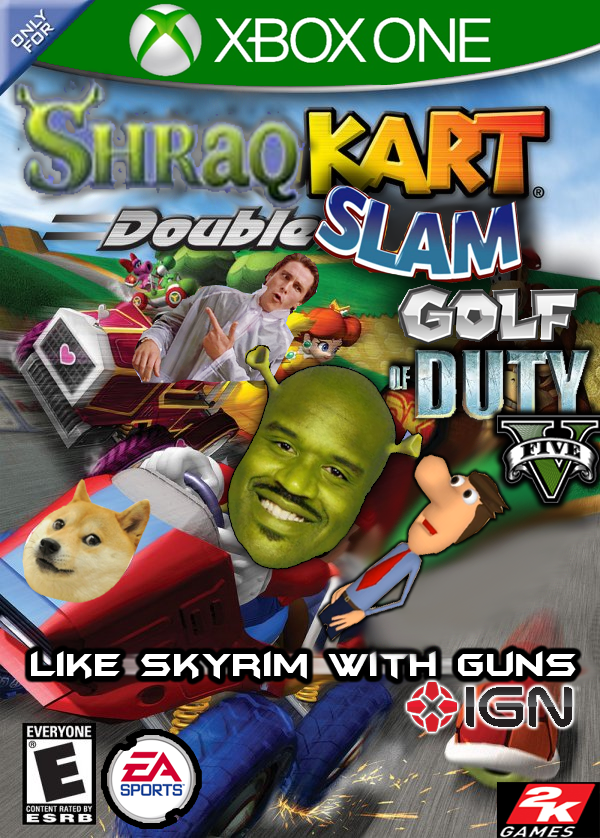 ONLY FOR
XBOX ONE
SHRaQ KART®
Double SLAM
GOLF
OF DUTY
V
FIVE
LIKE SKYRIM WITH GUNS
IGN
EVERYONE
E®
CONTENT RATED BY
ESRB
EA
SPORTS™
2K
GAMES